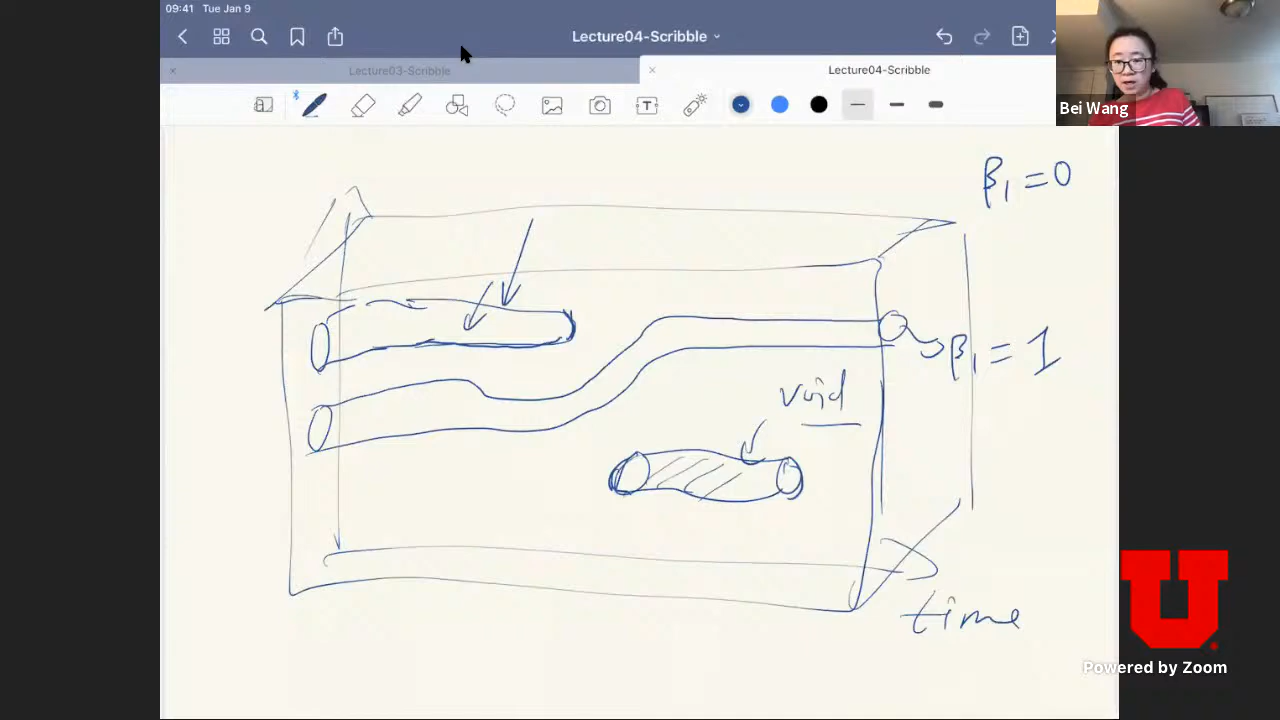 09:41 Tue Jan 9
Lecture04-Scribble
Lecture03-Scribble
Lecture04-Scribble
T
Bei Wang
β₁ = 0
β₁ = 1
void
time
U
Powered by Zoom